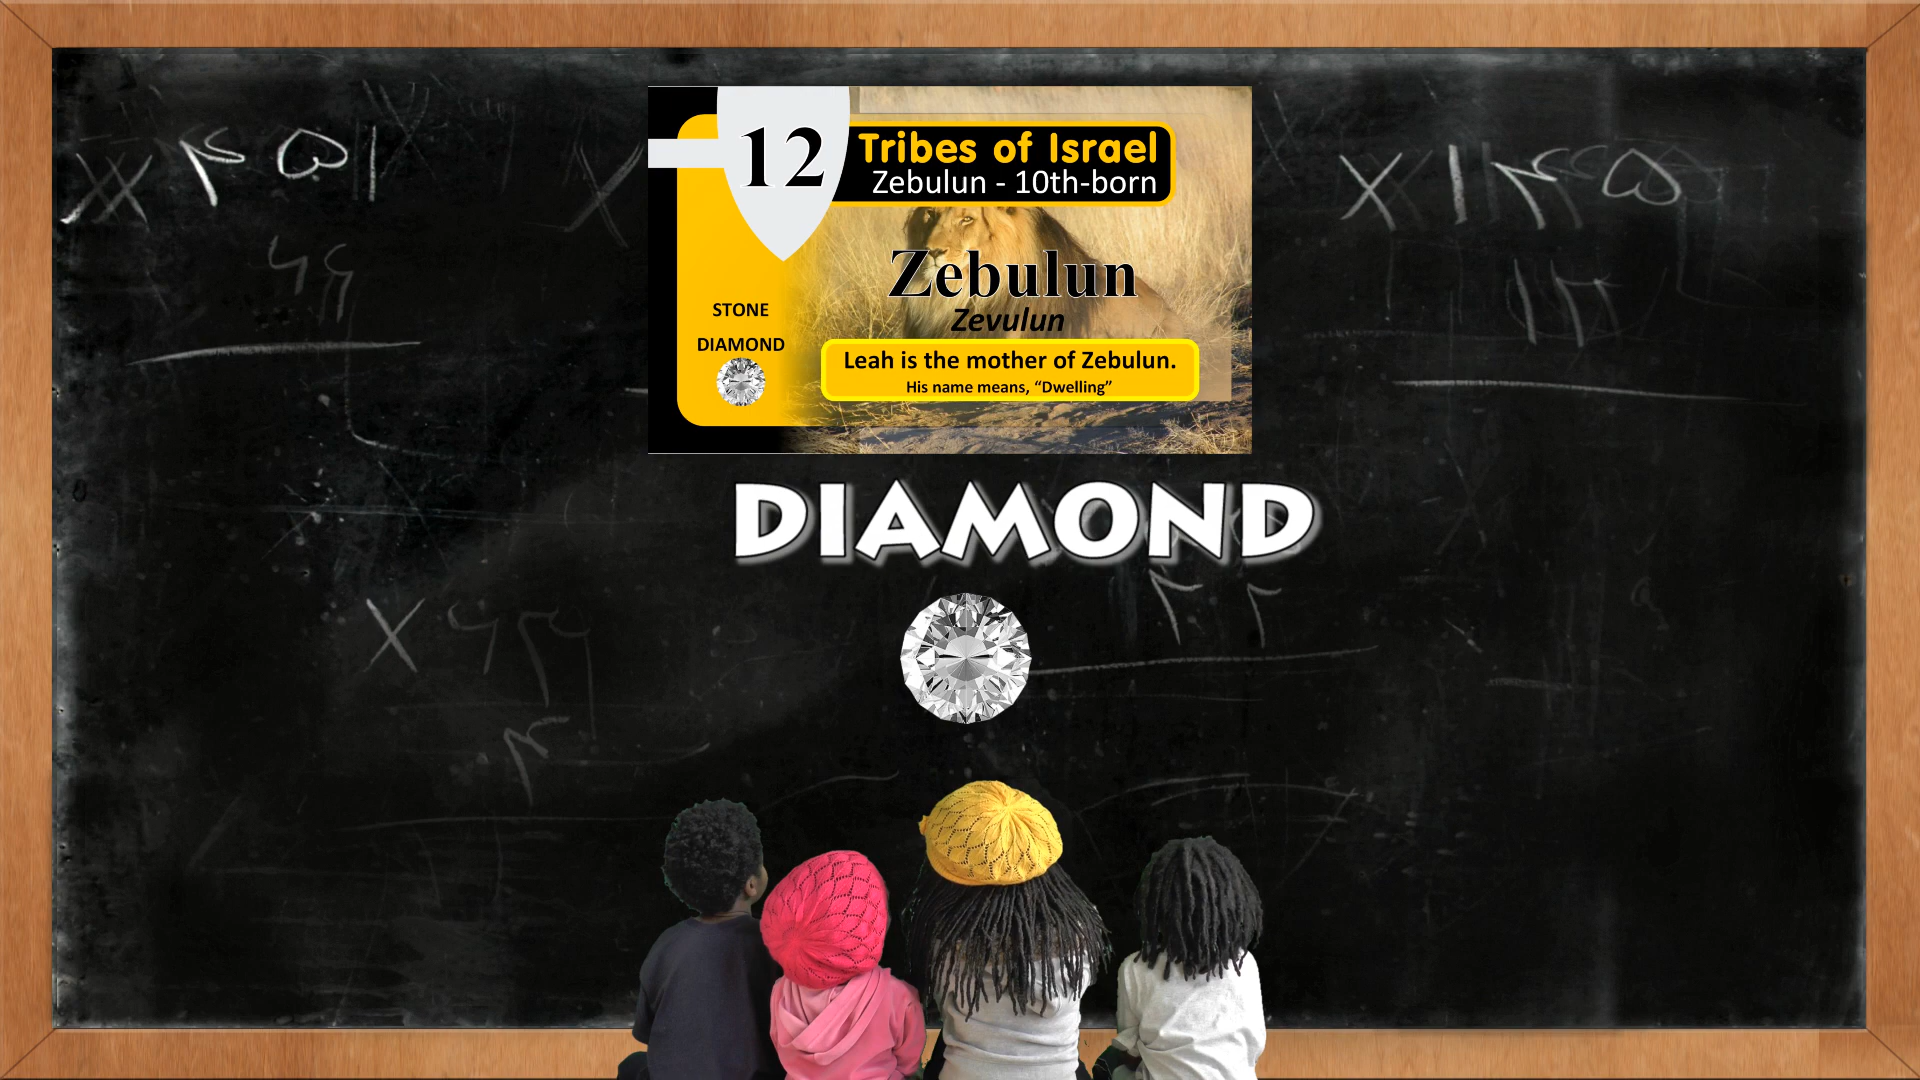 12
Tribes of Israel
Zebulun - 10th-born
Zebulun
Zevulun
STONE
DIAMOND
Leah is the mother of Zebulun.
His name means, “Dwelling”
DIAMOND